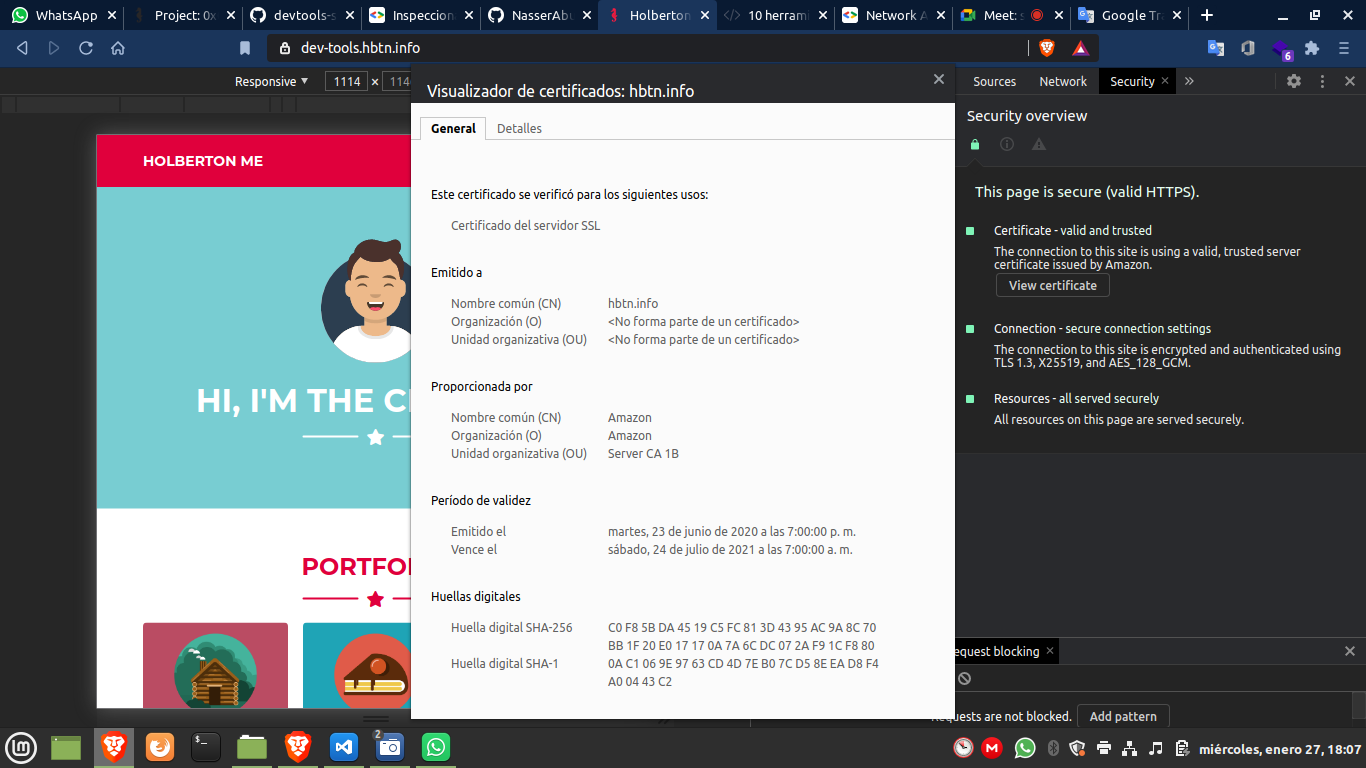 WhatsApp
Project: 0x
devtools-s
Inspeccion
NasserAbu
Holberton
10 herrami
Network A
Meet: s
Google Tra
dev-tools.hbtn.info
6
Responsive
1114
×
114
Sources
Network
Security
Visualizador de certificados: hbtn.info
General
Detalles
Este certificado se verificó para los siguientes usos:
Certificado del servidor SSL
Emitido a
Nombre común (CN) hbtn.info
Organización (O) <No forma parte de un certificado>
Unidad organizativa (OU) <No forma parte de un certificado>
Proporcionada por
Nombre común (CN) Amazon
Organización (O) Amazon
Unidad organizativa (OU) Server CA 1B
Período de validez
Emitido el martes, 23 de junio de 2020 a las 7:00:00 p. m.
Vence el sábado, 24 de julio de 2021 a las 7:00:00 a. m.
Huellas digitales
Huella digital SHA-256 C0 F8 5B DA 45 19 C5 FC 81 3D 43 95 AC 9A 8C 70
BB 1F 20 E0 17 17 0A 7A 6C DC 07 2A F9 1C F8 80
Huella digital SHA-1 0A C1 06 9E 97 63 CD 4D 7E B0 7C D5 8E EA D8 F4
A0 04 43 C2
HOLBERTON ME
HI, I'M THE C
PORTFO
Security overview
This page is secure (valid HTTPS).
Certificate - valid and trusted
The connection to this site is using a valid, trusted server
certificate issued by Amazon.
View certificate
Connection - secure connection settings
The connection to this site is encrypted and authenticated using
TLS 1.3, X25519, and AES_128_GCM.
Resources - all served securely
All resources on this page are served securely.
equest blocking
Requests are not blocked.
Add pattern
2
miércoles, enero 27, 18:07